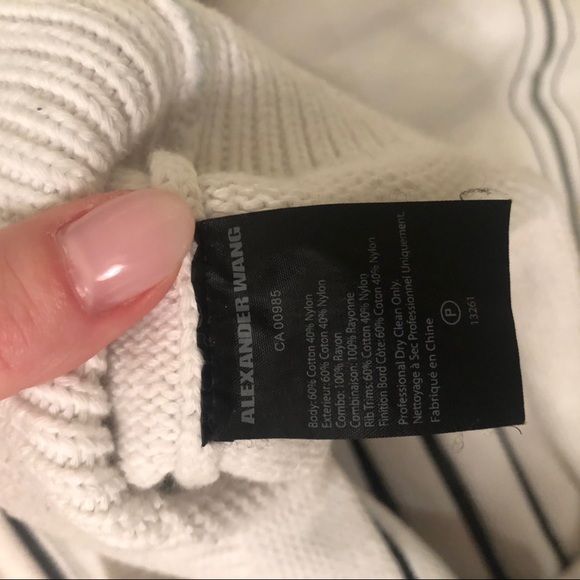 ALEXANDER WANG
CA 00985
Body: 60% Cotton 40% Nylon
Exterieur: 60% Coton 40% Nylon
Combo: 100% Rayon
Combinaison: 100% Rayonne
Rib Trims: 60% Cotton 40% Nylon
Finition Bord Côte: 60% Coton 40% Nylon
Professional Dry Clean Only.
Nettoyage à Sec Professionnel Uniquement.
Fabriqué en Chine
P
13261